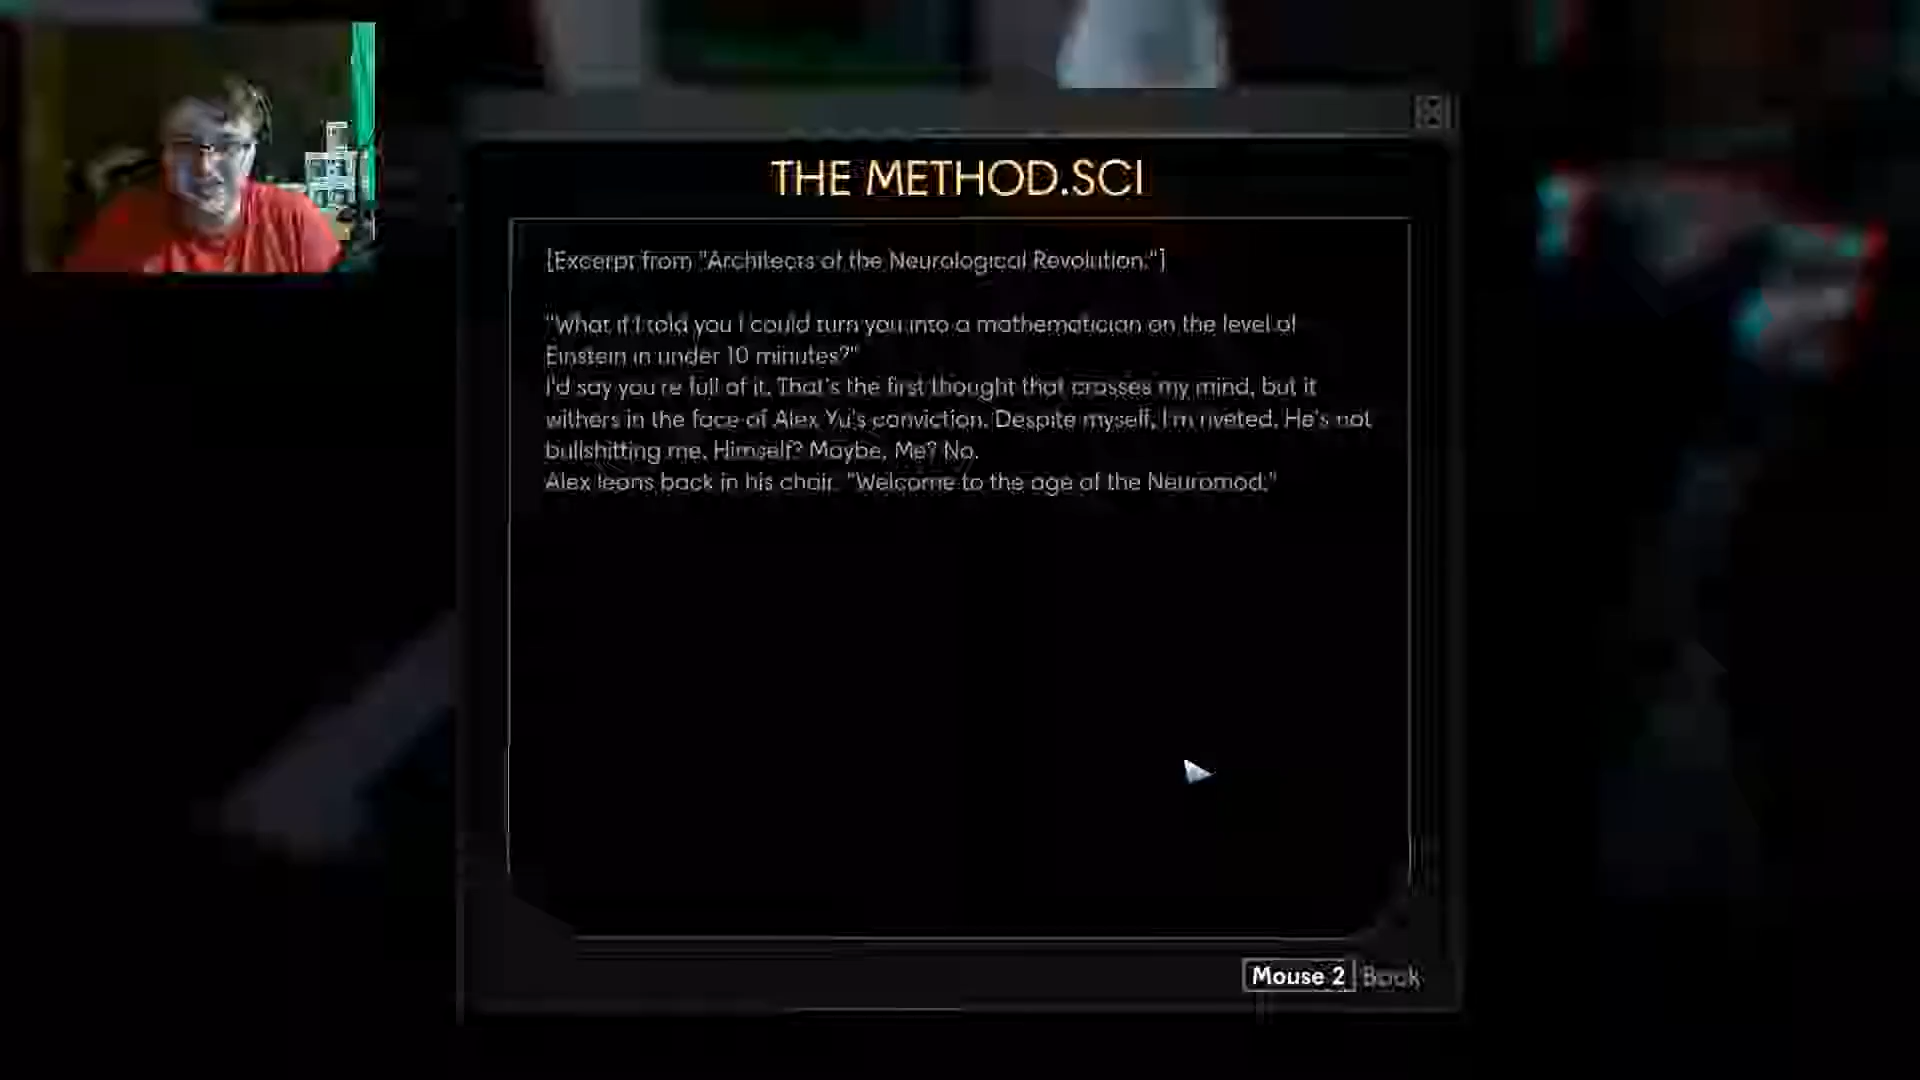 THE METHOD.SCI
[Excerpt from "Architects of the Neurological Revolution."]
"What if I told you I could turn you into a mathematician on the level of
Einstein in under 10 minutes?"
I'd say you're full of it. That's the first thought that crosses my mind, but it
withers in the face of Alex Yu's conviction. Despite myself, I'm riveted. He's not
bullshitting me. Himself? Maybe. Me? No.
Alex leans back in his chair. "Welcome to the age of the Neuromod."
Mouse 2 Back